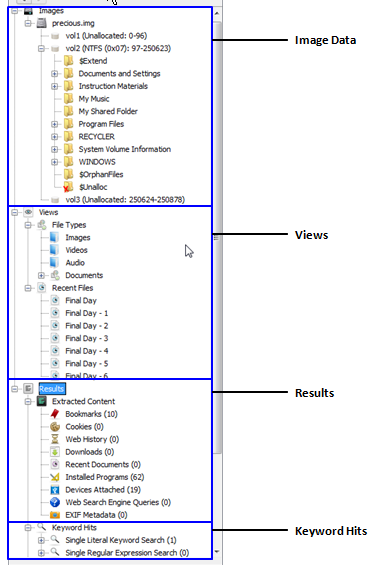 Images
precious.img
vol1 (Unallocated: 0-96)
Image Data
vol2 (NTFS (0x07): 97-250623)
$Extend
Documents and Settings
Instruction Materials
My Music
My Shared Folder
Program Files
RECYCLER
System Volume Information
WINDOWS
$OrphanFiles
$Unalloc
vol3 (Unallocated: 250624-250878)
Views
File Types
Images
Views
Videos
Audio
Documents
Recent Files
Final Day
Final Day - 1
Final Day - 2
Final Day - 3
Final Day - 4
Final Day - 5
Final Day - 6
Results
Results
Extracted Content
Bookmarks (10)
Cookies (0)
Web History (0)
Downloads (0)
Recent Documents (0)
Installed Programs (62)
Devices Attached (19)
Web Search Engine Queries (0)
EXIF Metadata (0)
Keyword Hits
Keyword Hits
Single Literal Keyword Search (1)
Single Regular Expression Search (0)